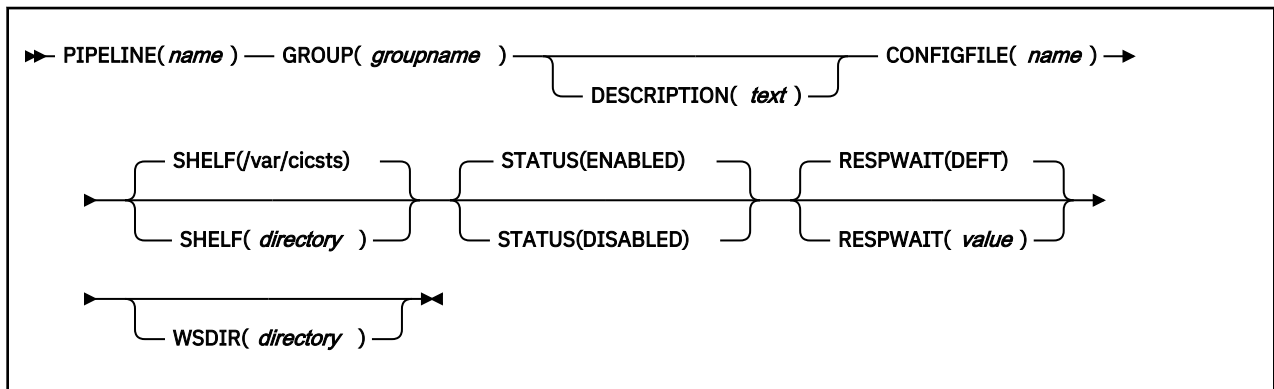 PIPELINE( name ) GROUP( groupname ) CONFIGFILE( name )
DESCRIPTION( text )
SHELF(/var/cicsts) STATUS(ENABLED) RESPWAIT(DEFT)
SHELF( directory ) STATUS(DISABLED) RESPWAIT( value )
WSDIR( directory )